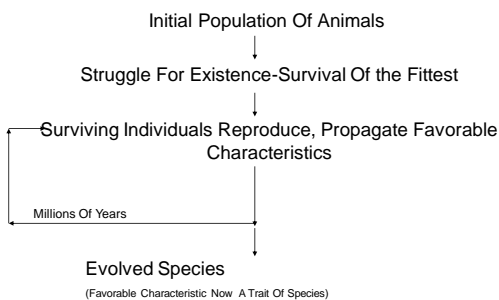 Initial Population Of Animals
Struggle For Existence-Survival Of the Fittest
Surviving Individuals Reproduce, Propagate Favorable
Characteristics
Millions Of Years
Evolved Species
(Favorable Characteristic Now A Trait Of Species)